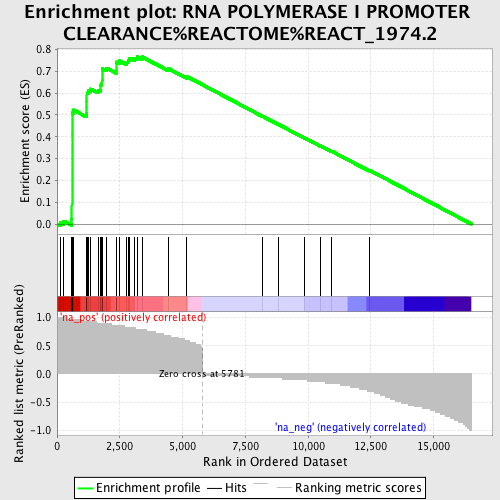 Enrichment plot: RNA POLYMERASE I PROMOTER
CLEARANCE%REACTOME%REACT_1974.2
Enrichment score (ES)
0.8
0.7
0.6
0.5
0.4
0.3
0.2
0.1
0.0
Ranked list metric (PreRanked)
1.0
0.5
0.0
-0.5
-1.0
'na_pos' (positively correlated)
Zero cross at 5781
'na_neg' (negatively correlated)
0
2,500
5,000
7,500
10,000
12,500
15,000
Rank in Ordered Dataset
Enrichment profile
Hits
Ranking metric scores